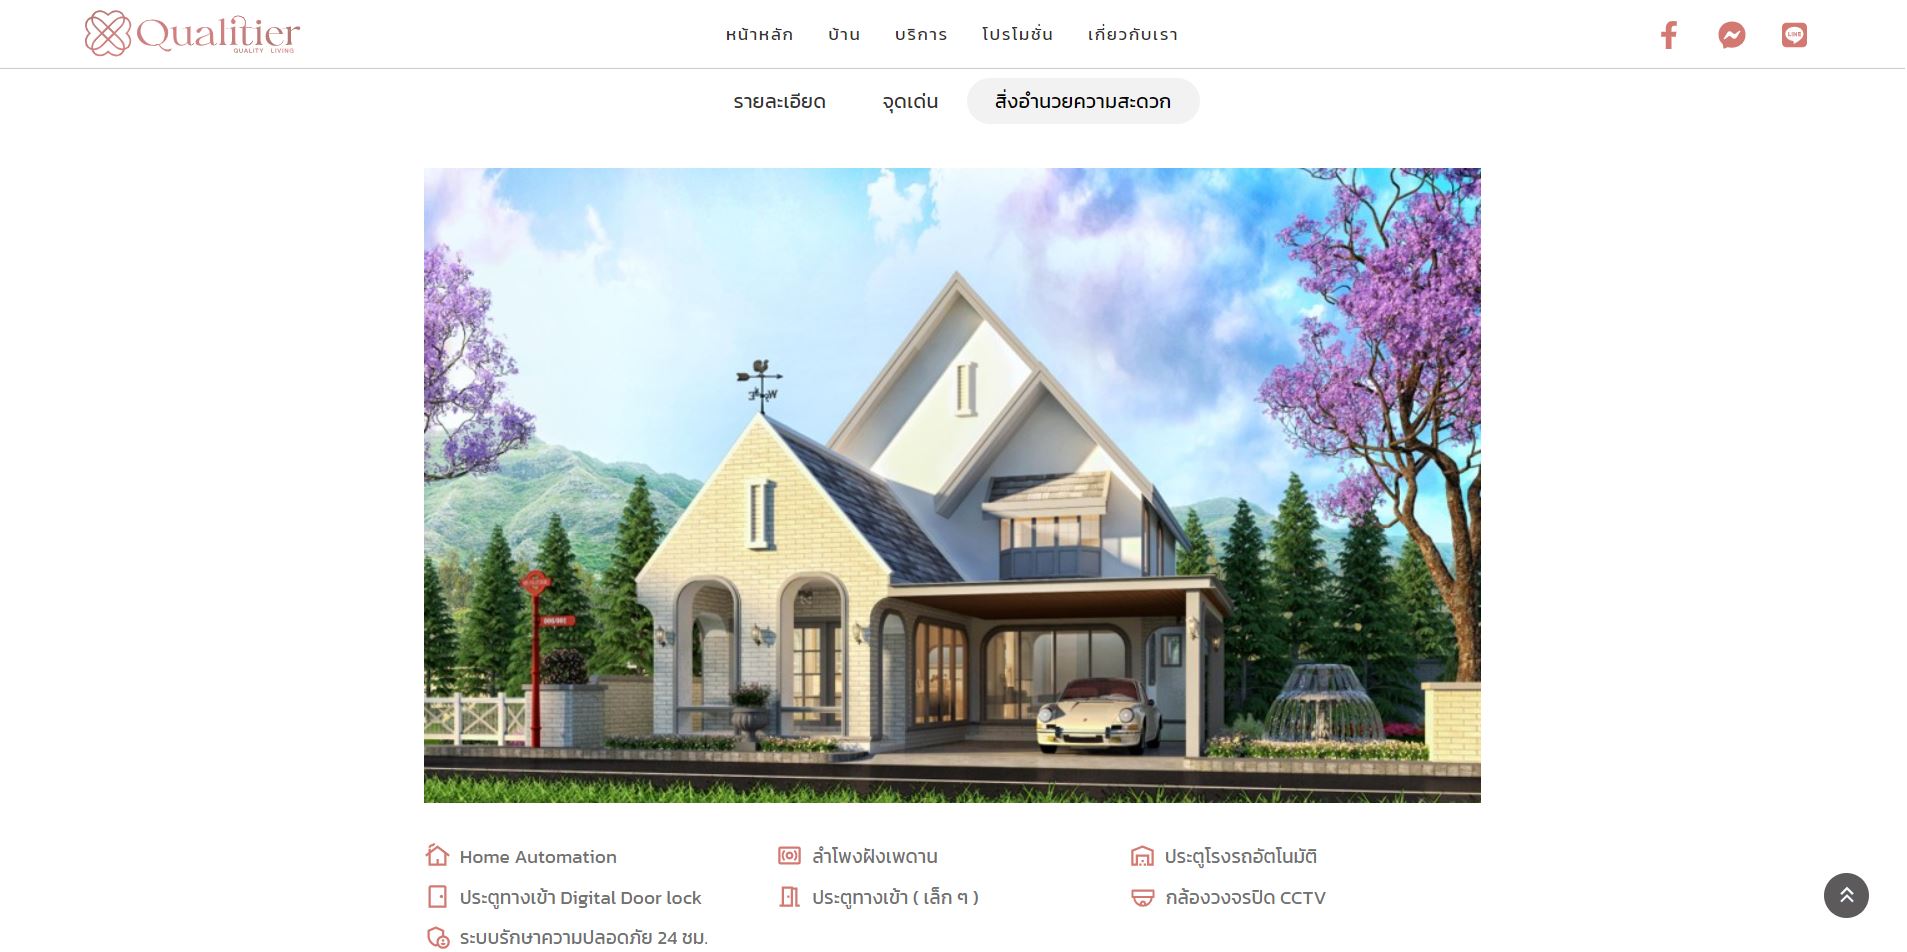 Qualitier
QUALITY LIVING
หน้าหลัก บ้าน บริการ โปรโมชั่น เกี่ยวกับเรา
LINE
รายละเอียด จุดเด่น สิ่งอำนวยความสะดวก
Home Automation ลำโพงฝังเพดาน ประตูโรงรถอัตโนมัติ
ประตูทางเข้า Digital Door lock ประตูทางเข้า ( เล็ก ๆ ) กล้องวงจรปิด CCTV
ระบบรักษาความปลอดภัย 24 ชม.